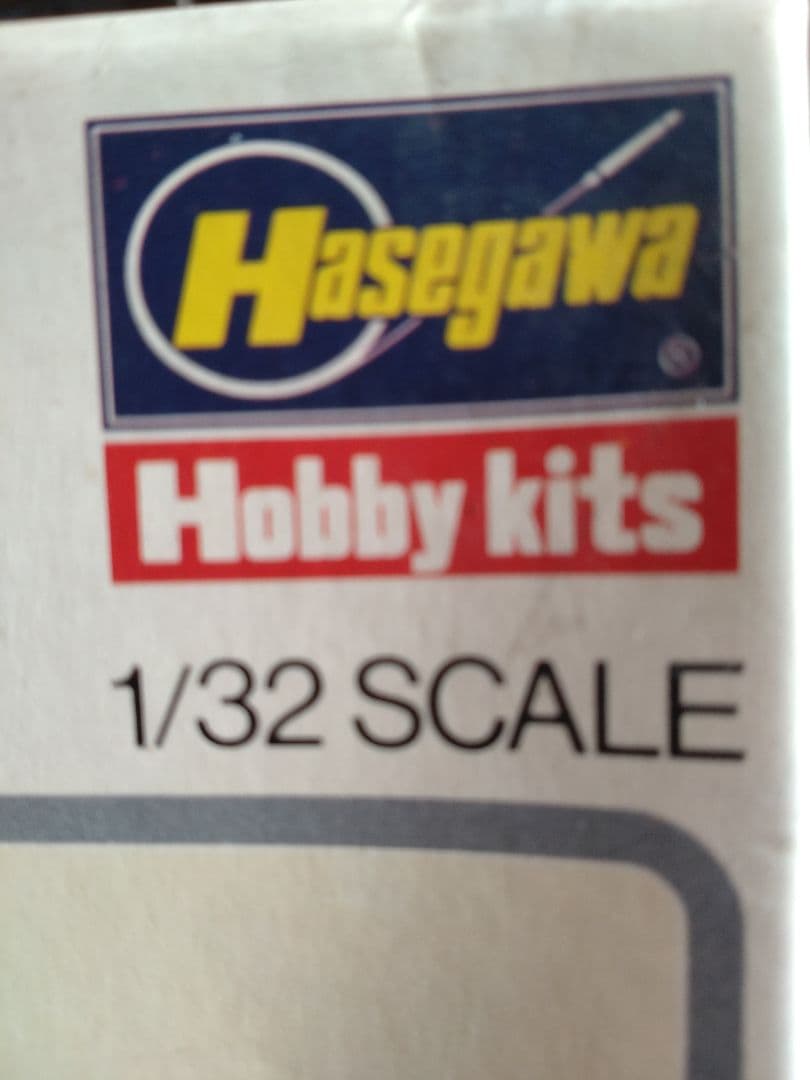 Hasegawa
Hobby kits
1/32 SCALE